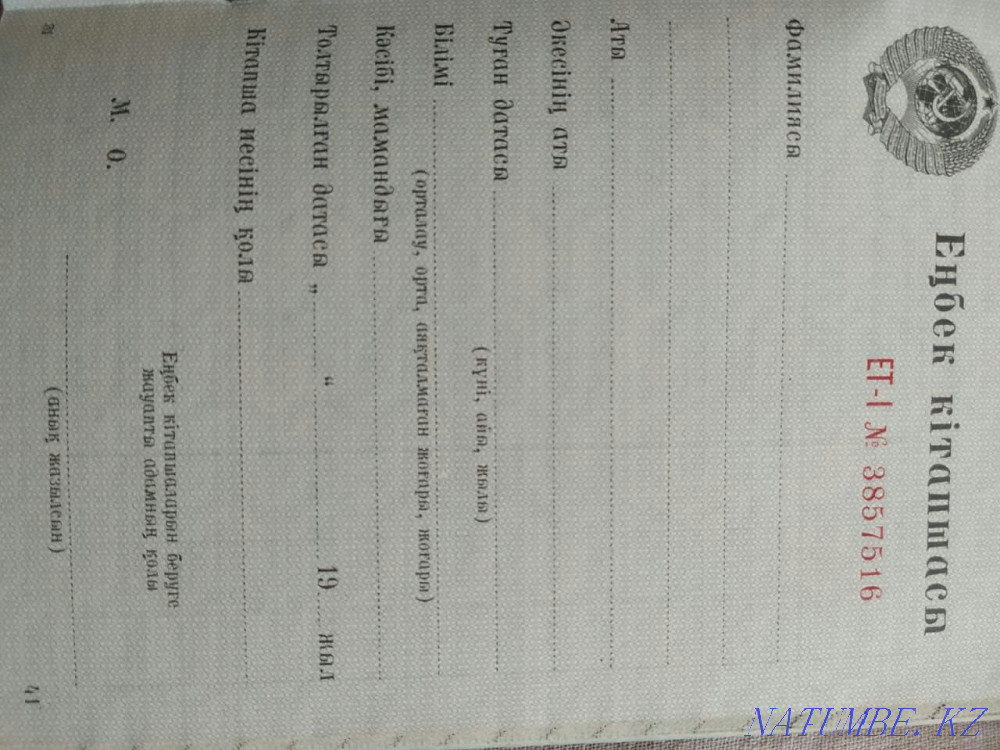 Еңбек кітапшасы
ЕТ-I № 3857516
Фамилиясы
Аты
Әкесінің аты
Туған датасы
(күні, айы, жылы)
Білімі
(орталау, орта, аяқталмаған жоғары, жоғары)
Кәсібі, мамандығы
Толтырылған датасы „ “ 19 жыл
Кітапша иесінің қолы
Еңбек кітапшаларын беруге
жауапты адамның қолы
М. О.
(анық жазылсын)
41
NATUMBE.KZ